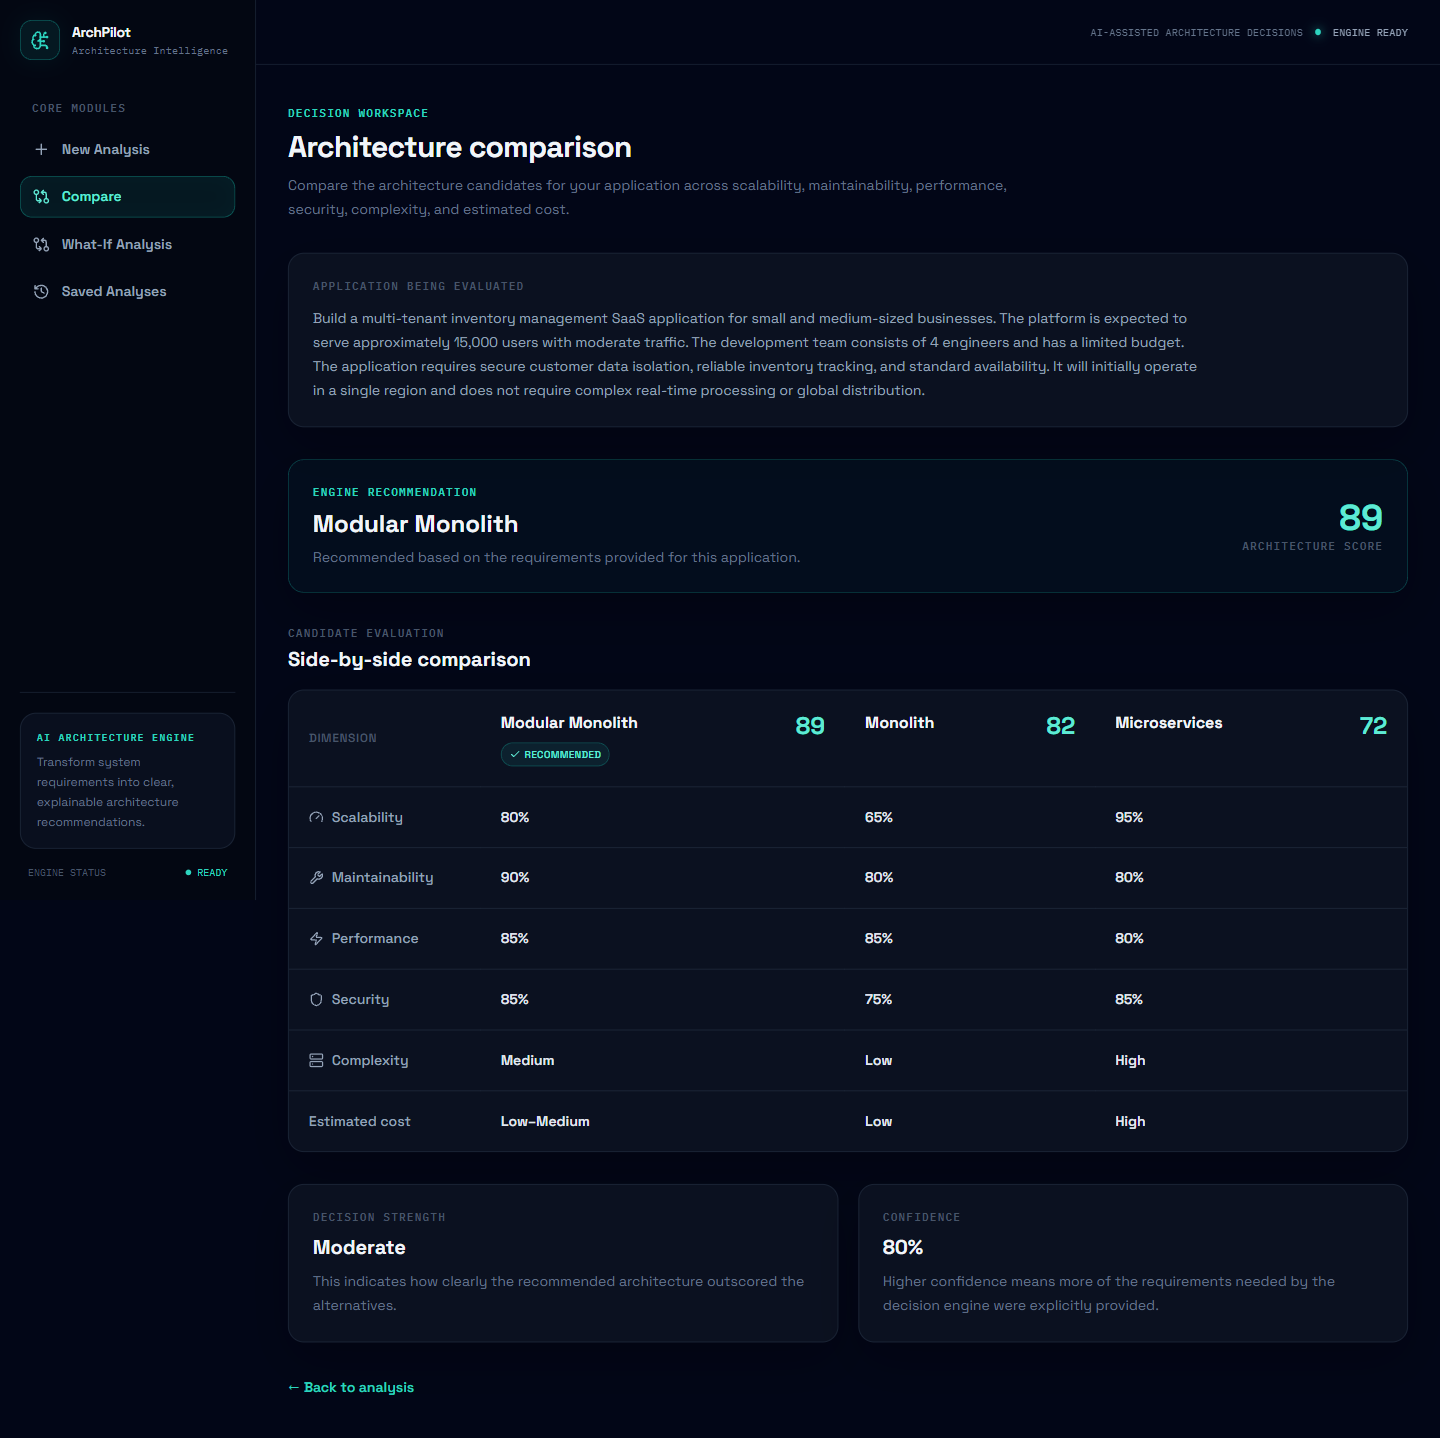 ArchPilot
Architecture Intelligence
CORE MODULES
New Analysis
Compare
What-If Analysis
Saved Analyses
AI ARCHITECTURE ENGINE
Transform system
requirements into clear,
explainable architecture
recommendations.
ENGINE STATUS
READY
AI-ASSISTED ARCHITECTURE DECISIONS
ENGINE READY
DECISION WORKSPACE
Architecture comparison
Compare the architecture candidates for your application across scalability, maintainability, performance,
security, complexity, and estimated cost.
APPLICATION BEING EVALUATED
Build a multi-tenant inventory management SaaS application for small and medium-sized businesses. The platform is expected to
serve approximately 15,000 users with moderate traffic. The development team consists of 4 engineers and has a limited budget.
The application requires secure customer data isolation, reliable inventory tracking, and standard availability. It will initially operate
in a single region and does not require complex real-time processing or global distribution.
ENGINE RECOMMENDATION
Modular Monolith
Recommended based on the requirements provided for this application.
89
ARCHITECTURE SCORE
CANDIDATE EVALUATION
Side-by-side comparison
DIMENSION
Modular Monolith
89
RECOMMENDED
Monolith
82
Microservices
72
Scalability
80%
65%
95%
Maintainability
90%
80%
80%
Performance
85%
85%
80%
Security
85%
75%
85%
Complexity
Medium
Low
High
Estimated cost
Low–Medium
Low
High
DECISION STRENGTH
Moderate
This indicates how clearly the recommended architecture outscored the
alternatives.
CONFIDENCE
80%
Higher confidence means more of the requirements needed by the
decision engine were explicitly provided.
← Back to analysis